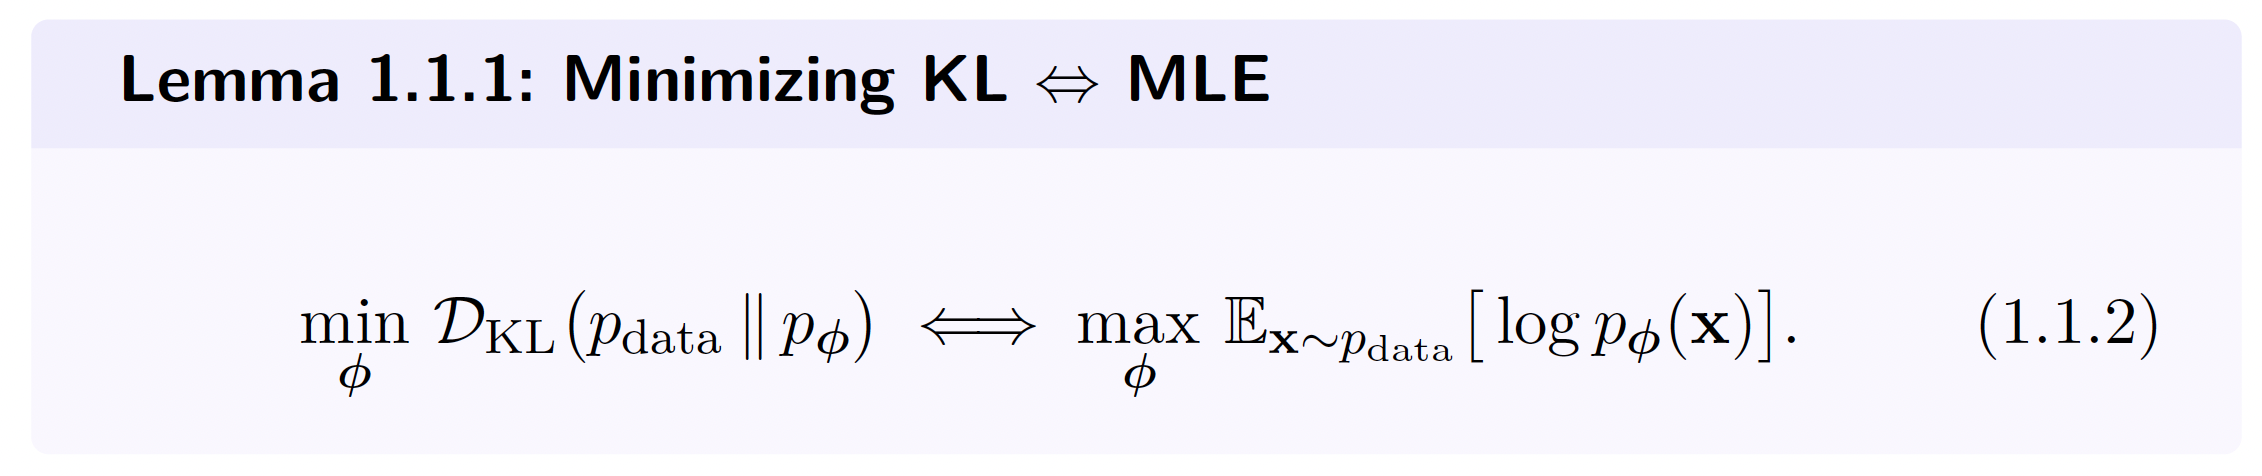 Lemma 1.1.1: Minimizing KL ⇔ MLE
min_ϕ 𝒟_KL(p_data ∥ p_ϕ) ⟺ max_ϕ 𝔼_{𝐱∼p_data}[log p_ϕ(𝐱)]. (1.1.2)